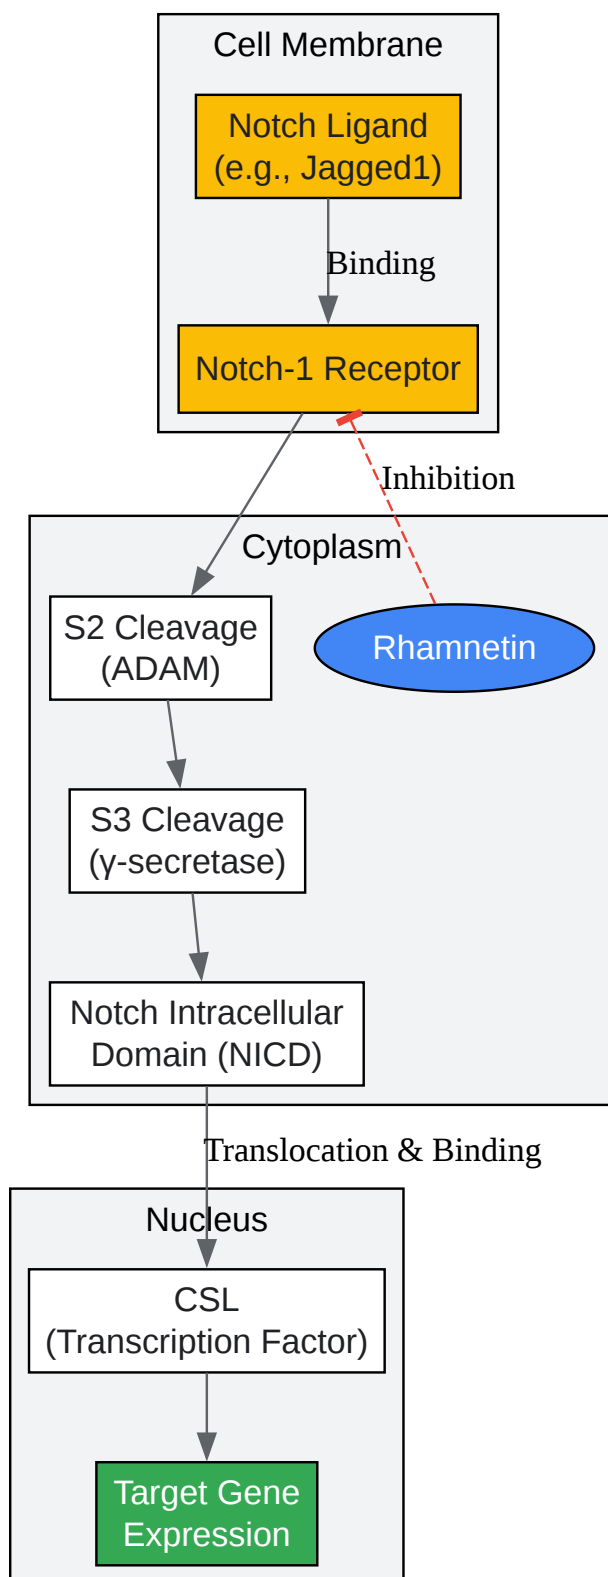 Cell Membrane
Notch Ligand
(e.g., Jagged1)
Binding
Notch-1 Receptor
Inhibition
Cytoplasm
S2 Cleavage
(ADAM)
Rhamnetin
S3 Cleavage
(γ-secretase)
Notch Intracellular
Domain (NICD)
Translocation & Binding
Nucleus
CSL
(Transcription Factor)
Target Gene
Expression